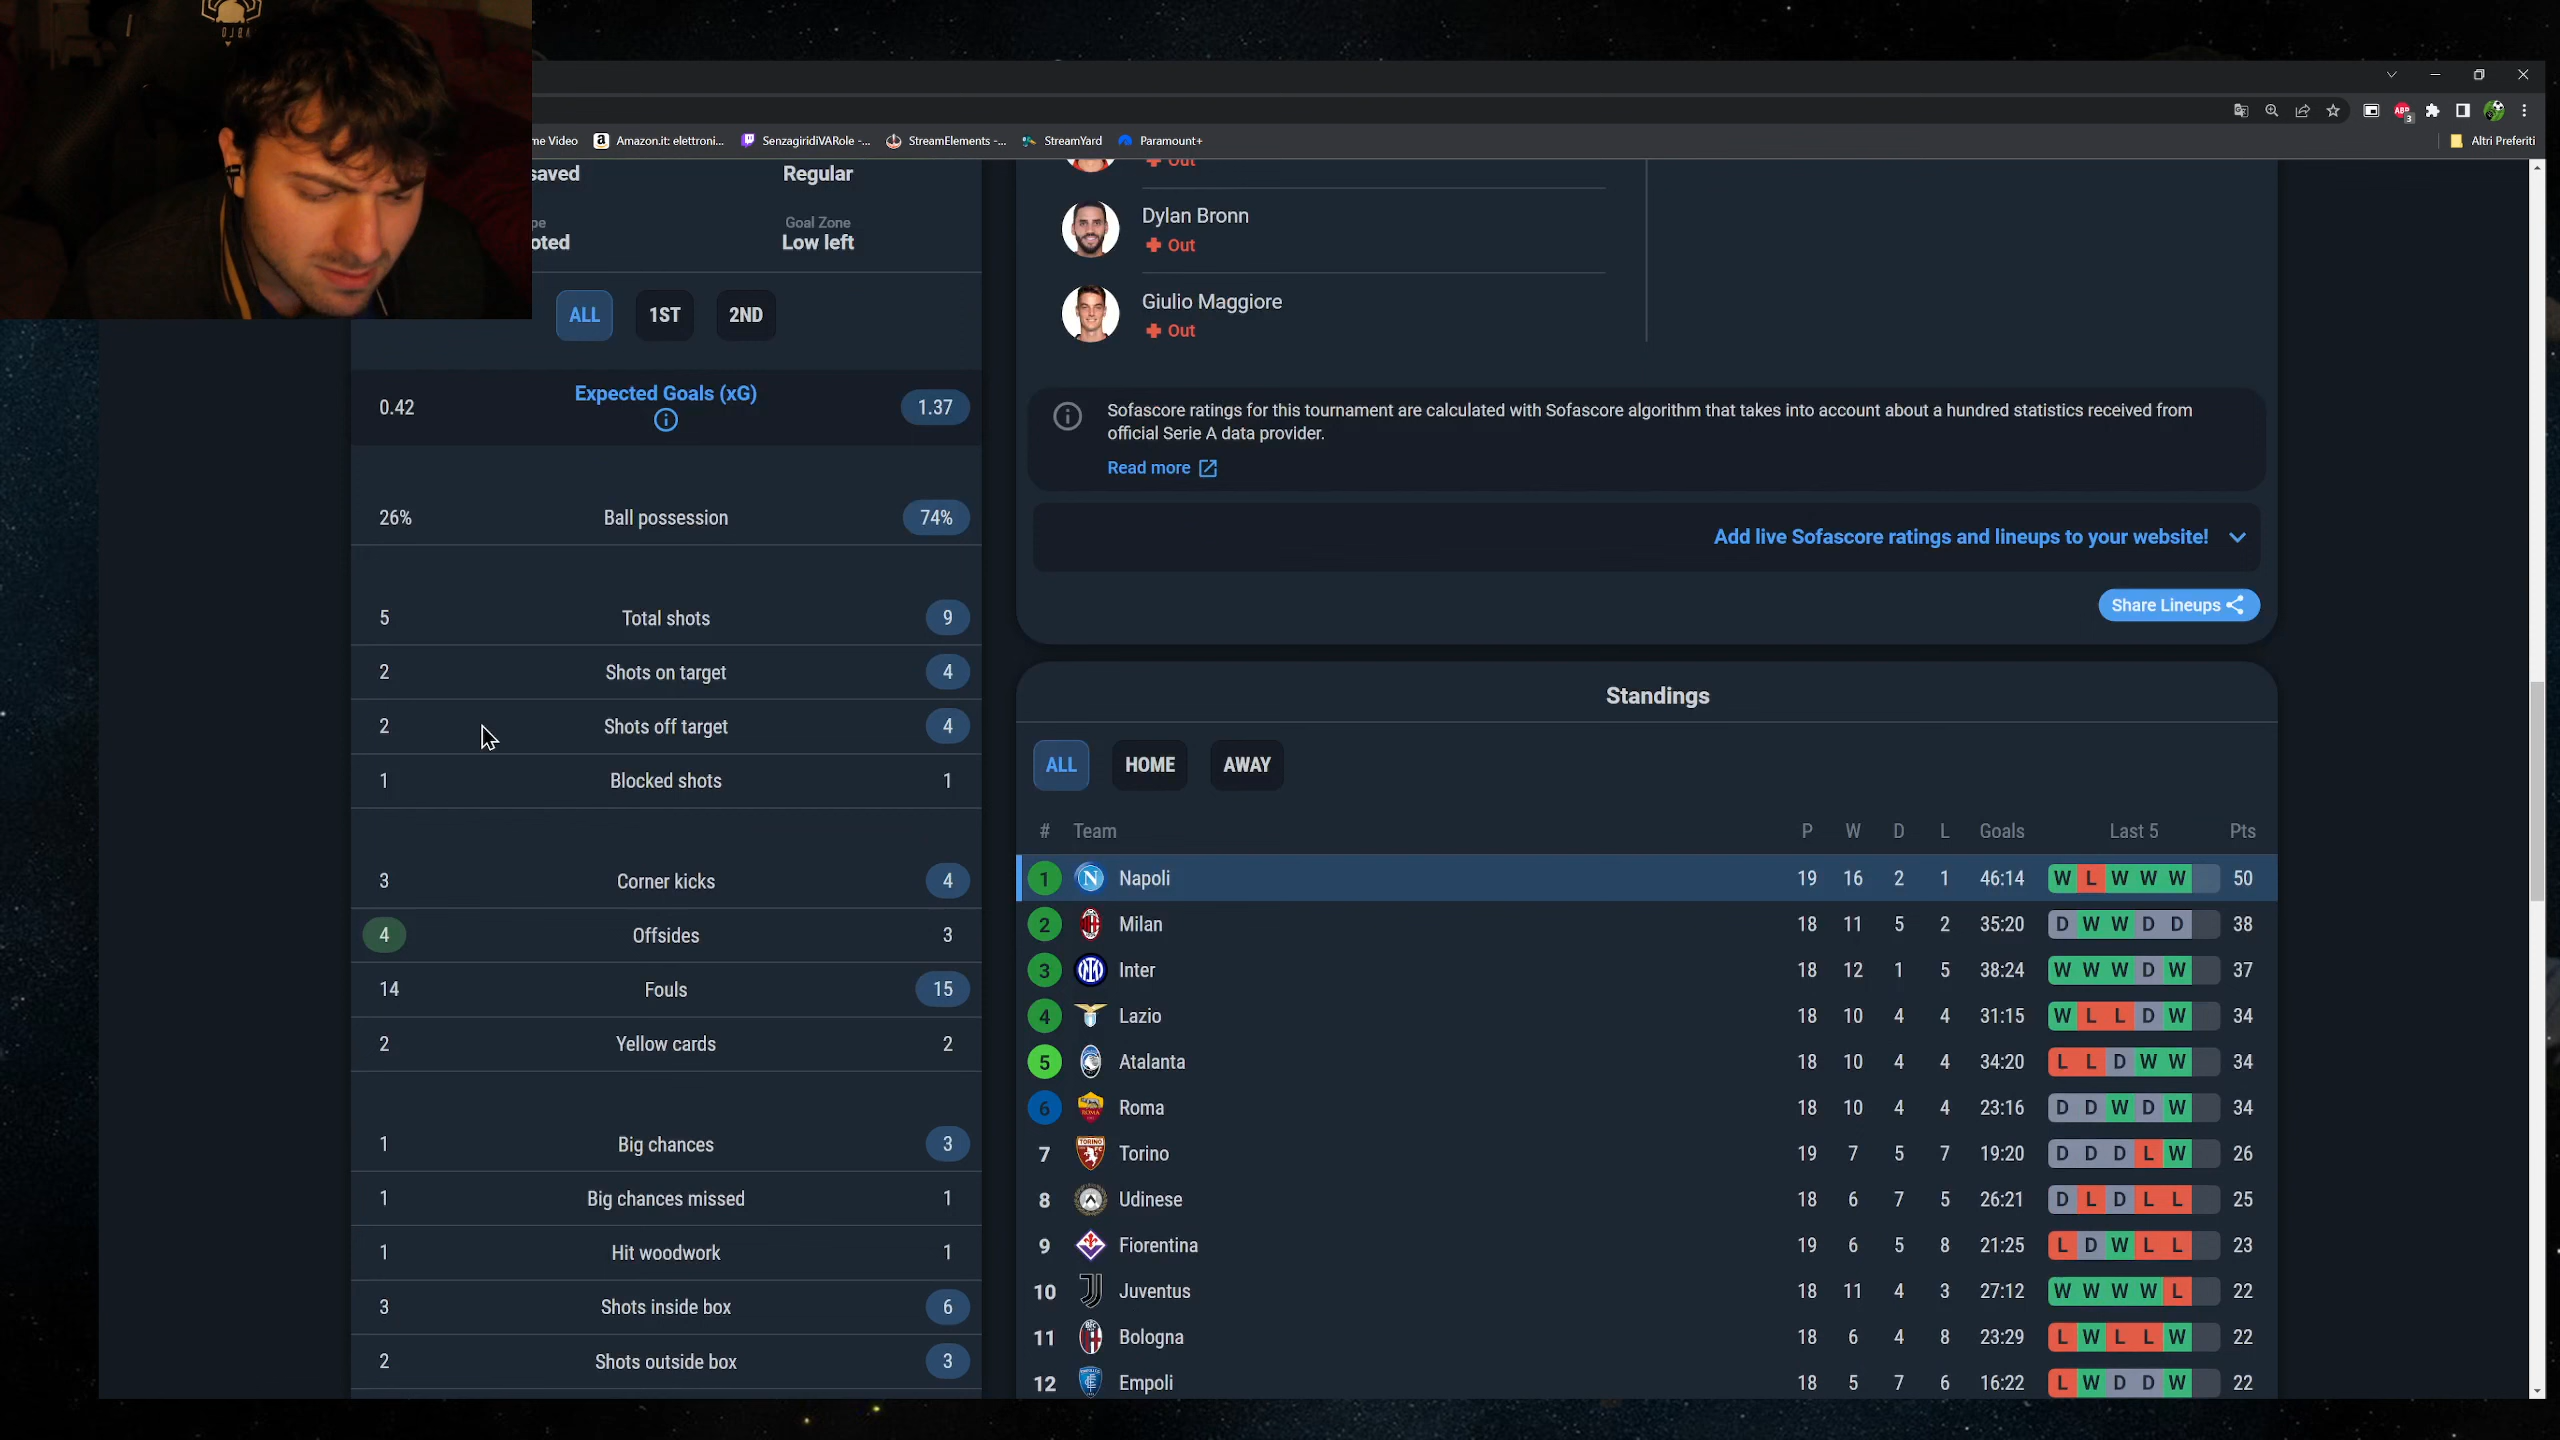 me Video
Amazon.it: elettroni...
SenzagiridiVARole -...
StreamElements -...
StreamYard
Paramount+
Altri Preferiti
saved
Regular
pe
oted
Goal Zone
Low left
ALL 1ST 2ND
0.42 Expected Goals (xG) 1.37
26% Ball possession 74%
5 Total shots 9
2 Shots on target 4
2 Shots off target 4
1 Blocked shots 1
3 Corner kicks 4
4 Offsides 3
14 Fouls 15
2 Yellow cards 2
1 Big chances 3
1 Big chances missed 1
1 Hit woodwork 1
3 Shots inside box 6
2 Shots outside box 3
Out
Dylan Bronn
Out
Giulio Maggiore
Out
Sofascore ratings for this tournament are calculated with Sofascore algorithm that takes into account about a hundred statistics received from
official Serie A data provider.
Read more
Add live Sofascore ratings and lineups to your website!
Share Lineups
Standings
ALL HOME AWAY
# Team P W D L Goals Last 5 Pts
1 Napoli 19 16 2 1 46:14 W L W W W 50
2 Milan 18 11 5 2 35:20 D W W D D 38
3 Inter 18 12 1 5 38:24 W W W D W 37
4 Lazio 18 10 4 4 31:15 W L L D W 34
5 Atalanta 18 10 4 4 34:20 L L D W W 34
6 Roma 18 10 4 4 23:16 D D W D W 34
7 Torino 19 7 5 7 19:20 D D D L W 26
8 Udinese 18 6 7 5 26:21 D L D L L 25
9 Fiorentina 19 6 5 8 21:25 L D W L L 23
10 Juventus 18 11 4 3 27:12 W W W W L 22
11 Bologna 18 6 4 8 23:29 L W L L W 22
12 Empoli 18 5 7 6 16:22 L W D D W 22